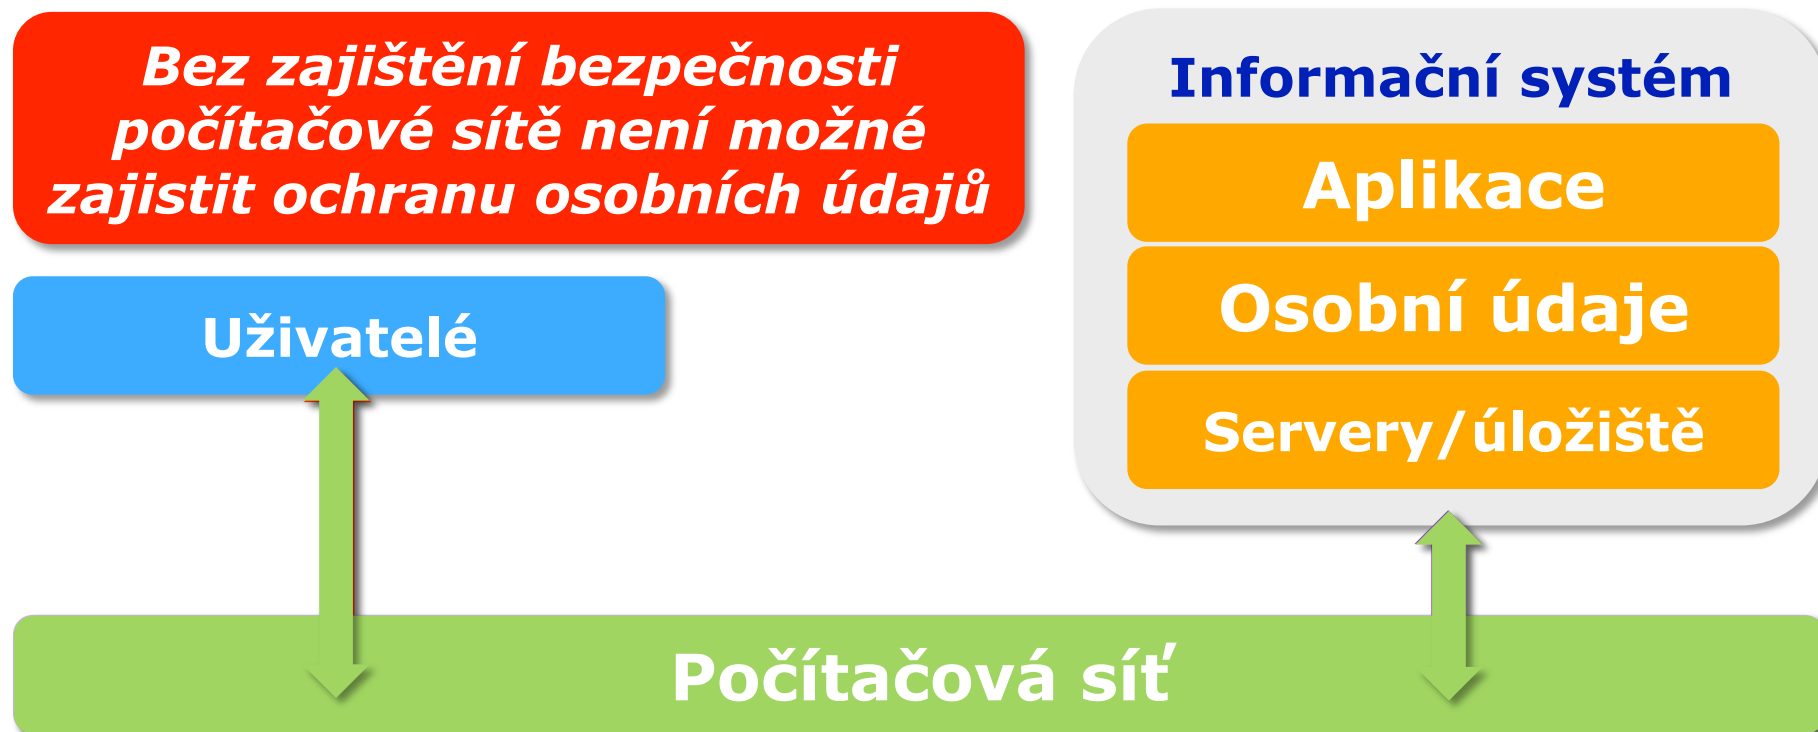 Bez zajištění bezpečnosti
počítačové sítě není možné
zajistit ochranu osobních údajů
Informační systém
Aplikace
Osobní údaje
Servery/úložiště
Uživatelé
Počítačová síť